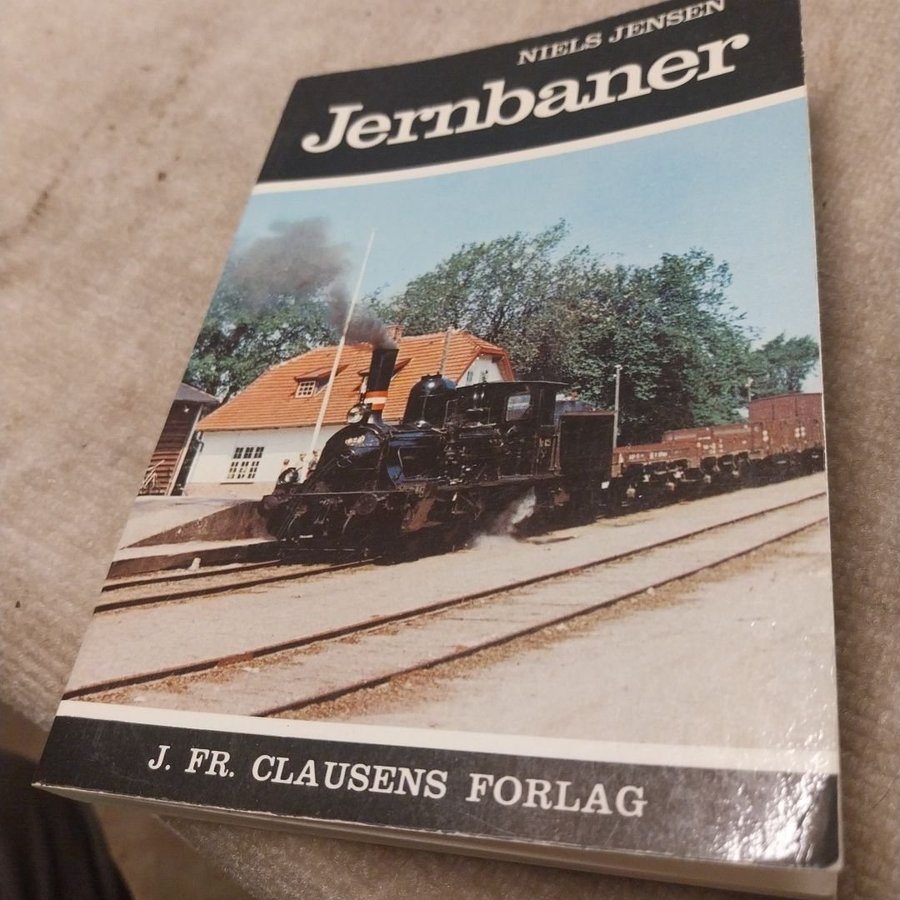 NIELS JENSEN
Jernbaner
J. FR. CLAUSENS FORLAG